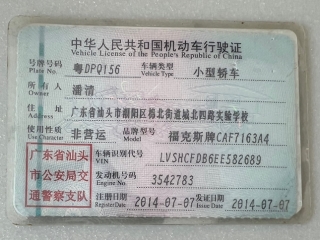 中华人民共和国机动车行驶证
Vehicle License of the People's Republic of China
号牌号码 粤DPQ156 车辆类型 小型轿车
Plate No. Vehicle Type
所有人 潘清
Owner
住址 广东省汕头市潮阳区棉北街道城北四路实验学校
Address
使用性质 非营运 品牌型号 福克斯牌CAF7163A4
Use Character Model
广东省汕头
市公安局交
通警察支队
车辆识别代号 LVSHCFDB6EE582689
VIN
发动机号码 3542783
Engine No.
注册日期 2014-07-07 发证日期 2014-07-07
Register Date Issue Date